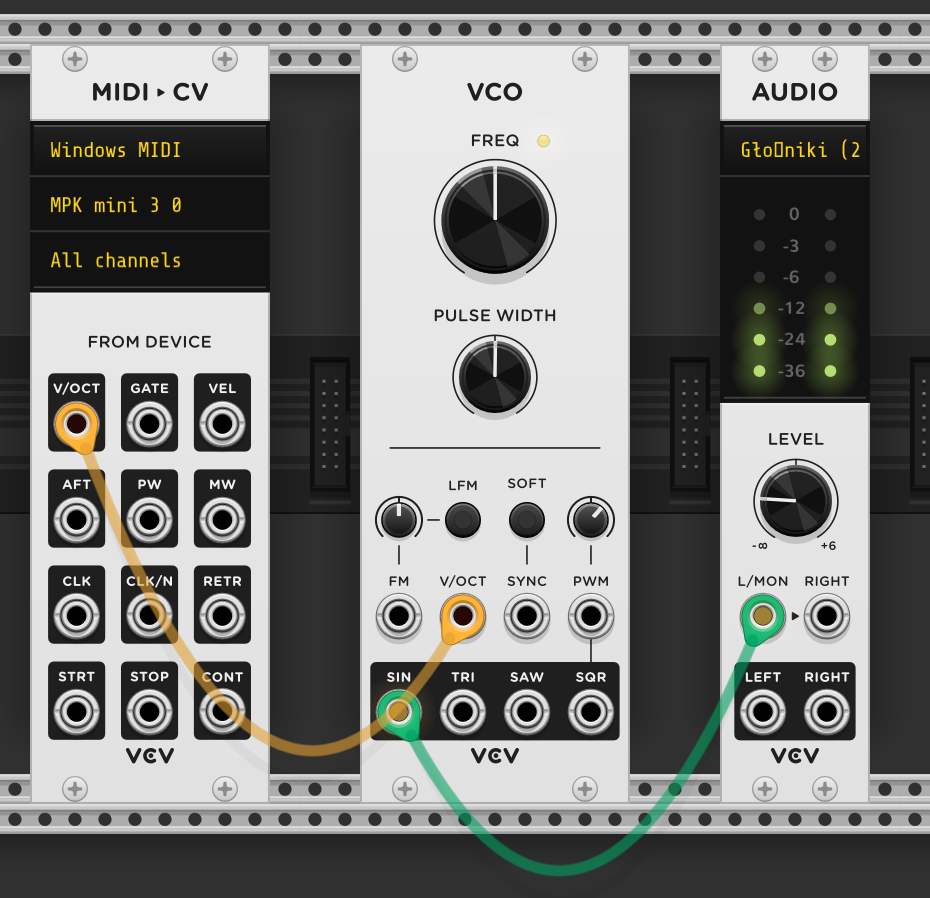 MIDI ▸ CV
Windows MIDI
MPK mini 3 0
All channels
FROM DEVICE
V/OCT GATE VEL
AFT PW MW
CLK CLK/N RETR
STRT STOP CONT
VCV
VCO
FREQ
PULSE WIDTH
LFM SOFT
FM V/OCT SYNC PWM
SIN TRI SAW SQR
VCV
AUDIO
Gło▯niki (2
0
-3
-6
-12
-24
-36
LEVEL
-∞ +6
L/MON ▸ RIGHT
LEFT RIGHT
VCV